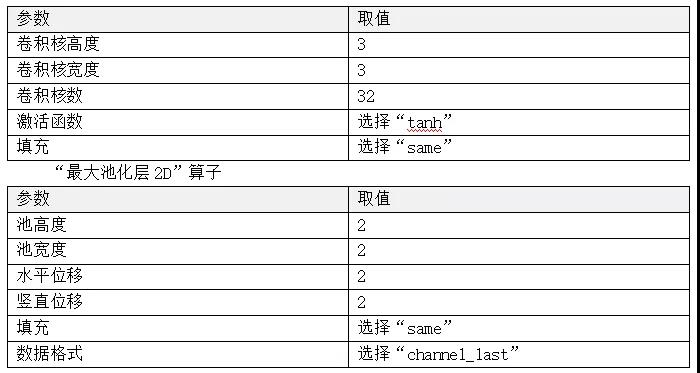 参数 取值
卷积核高度 3
卷积核宽度 3
卷积核数 32
激活函数 选择“tanh”
填充 选择“same”
“最大池化层2D”算子
参数 取值
池高度 2
池宽度 2
水平位移 2
竖直位移 2
填充 选择“same”
数据格式 选择“channel_last”